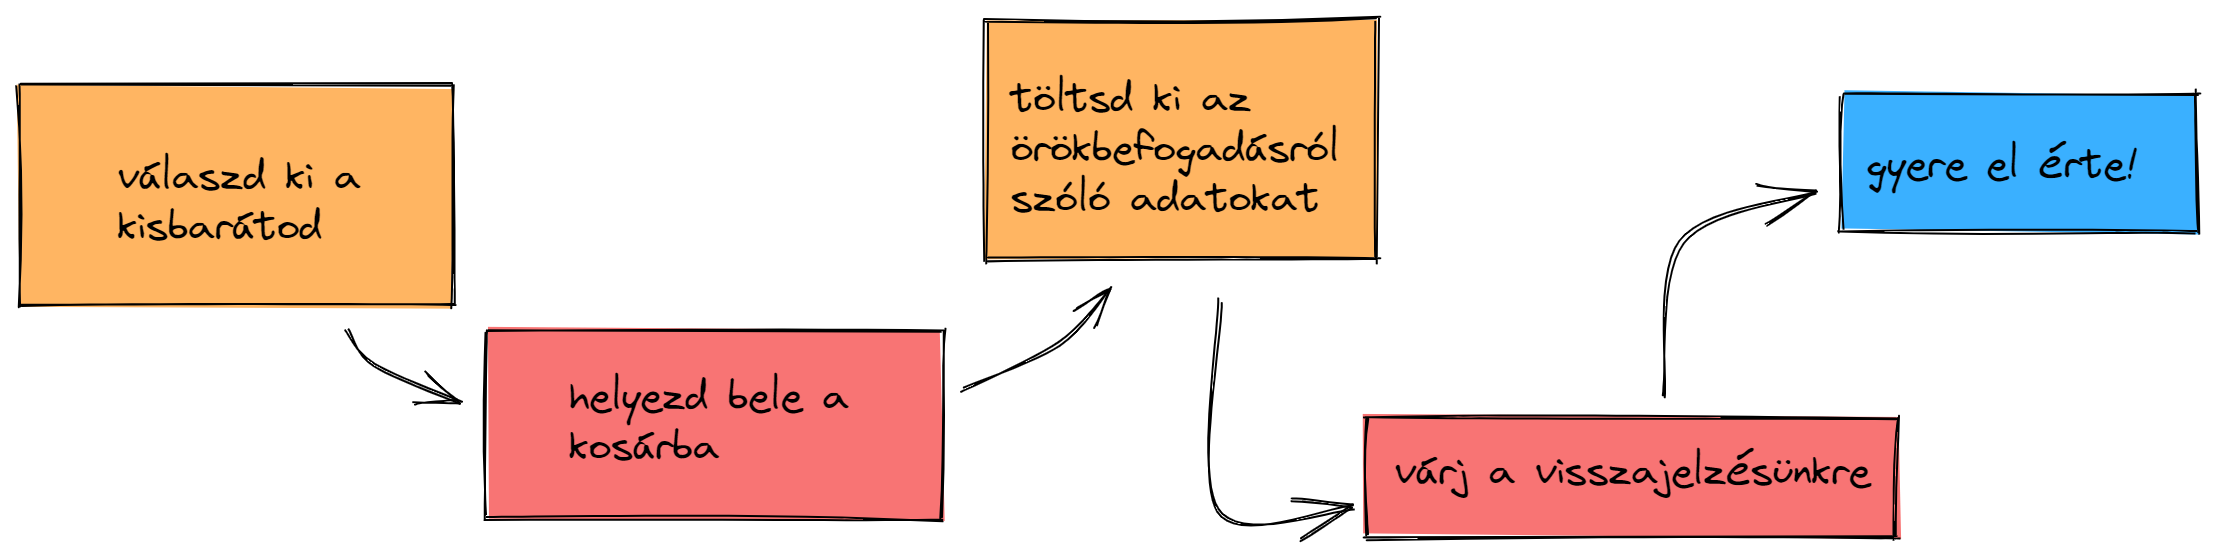 válaszd ki a
kisbarátod
helyezd bele a
kosárba
töltsd ki az
örökbefogadásról
szóló adatokat
várj a visszajelzésünkre
gyere el érte!